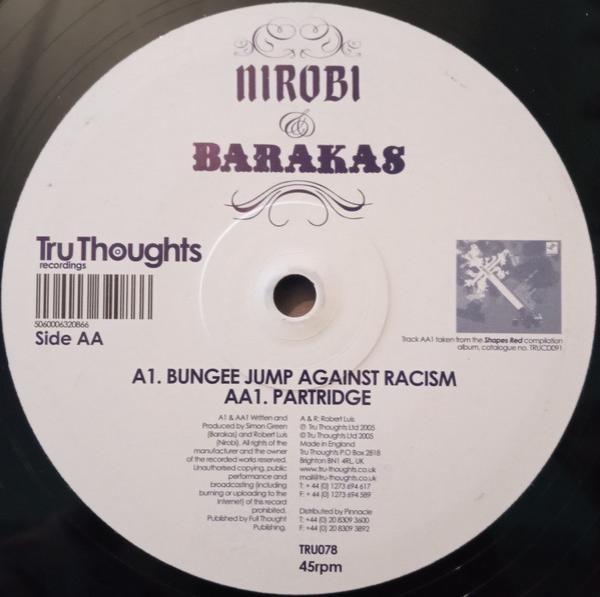 NIROBI
&
BARAKAS
Tru Thoughts
recordings
5060006320866
Side AA
Track AA1 taken from the Shapes Red compilation
album, catalogue no. TRUCD091
A1. BUNGEE JUMP AGAINST RACISM
AA1. PARTRIDGE
A1 & AA1 Written and
Produced by Simon Green
(Barakas) and Robert Luis
(Nirobi). All rights of the
manufacturer and the owner
of the recorded works reserved.
Unauthorised copying, public
performance and
broadcasting (including
burning or uploading to the
Internet) of this record
prohibited.
Published by Full Thought
Publishing.
A & R: Robert Luis
℗ Tru Thoughts Ltd 2005
© Tru Thoughts Ltd 2005
Made in England
Tru Thoughts P.O Box 2818
Brighton BN1 4RL, UK
www.tru-thoughts.co.uk
mail@tru-thoughts.co.uk
T: + 44 (0) 1273 694 617
F: + 44 (0) 1273 694 589
Distributed by Pinnacle
T: +44 (0) 20 8309 3600
F: +44 (0) 20 8309 3892
TRU078
45rpm